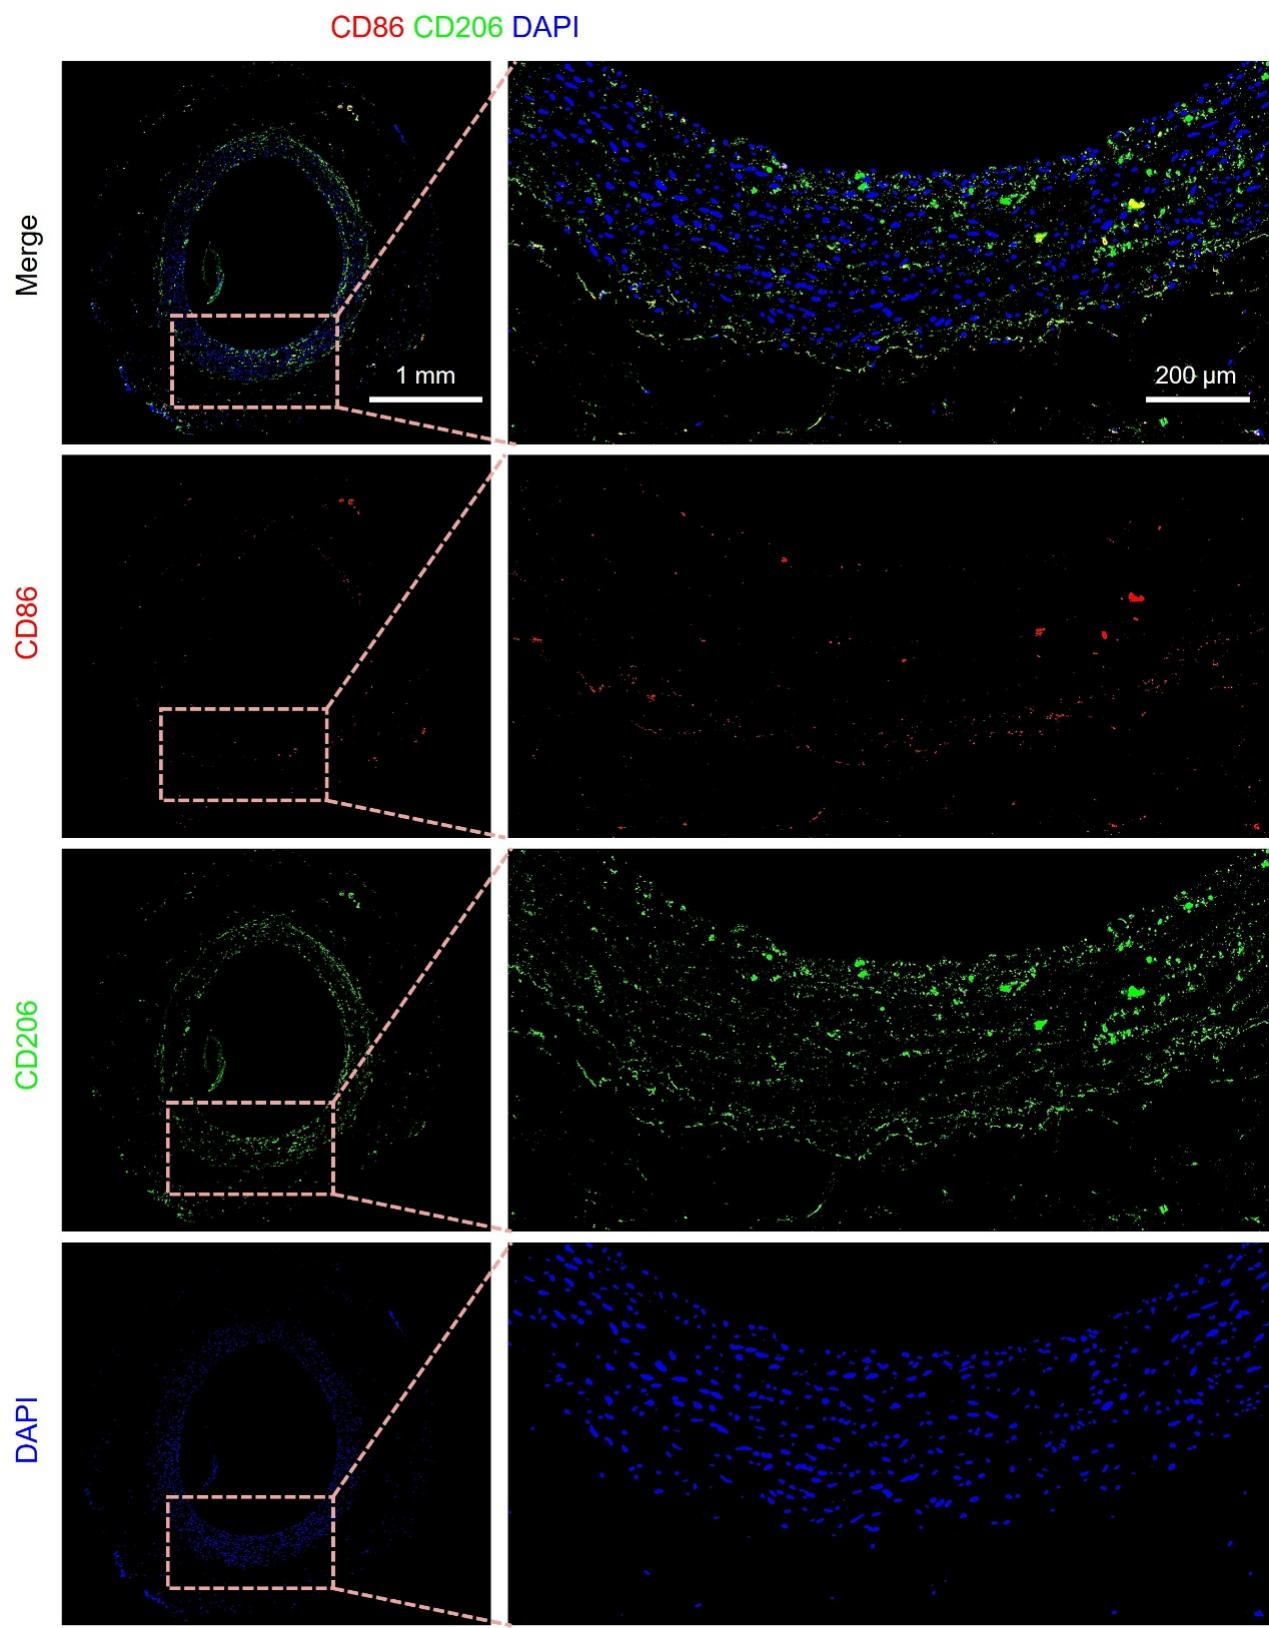 CD86 CD206 DAPI
Merge
1 mm
200 μm
CD86
CD206
DAPI